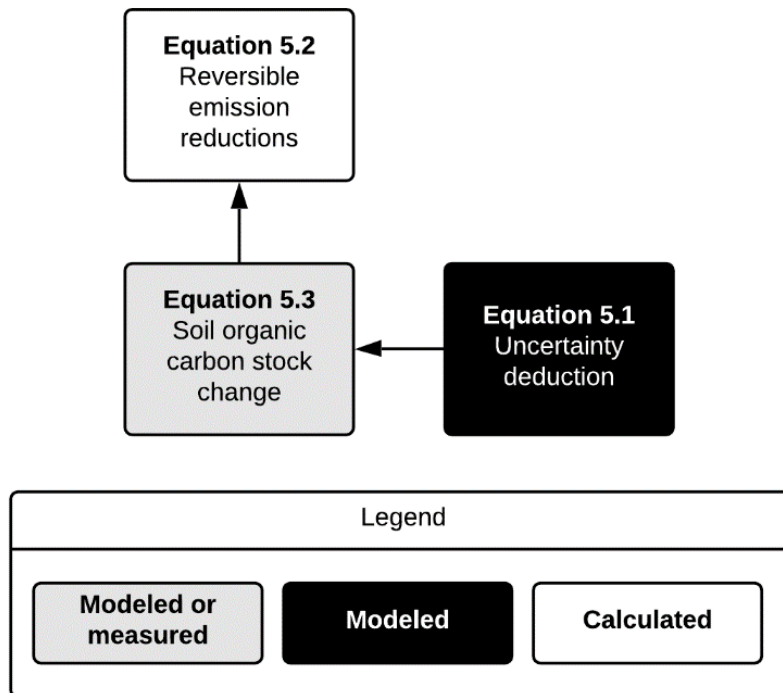 Equation 5.2
Reversible
emission
reductions
Equation 5.3
Soil organic
carbon stock
change
Equation 5.1
Uncertainty
deduction
Legend
Modeled or
measured
Modeled
Calculated